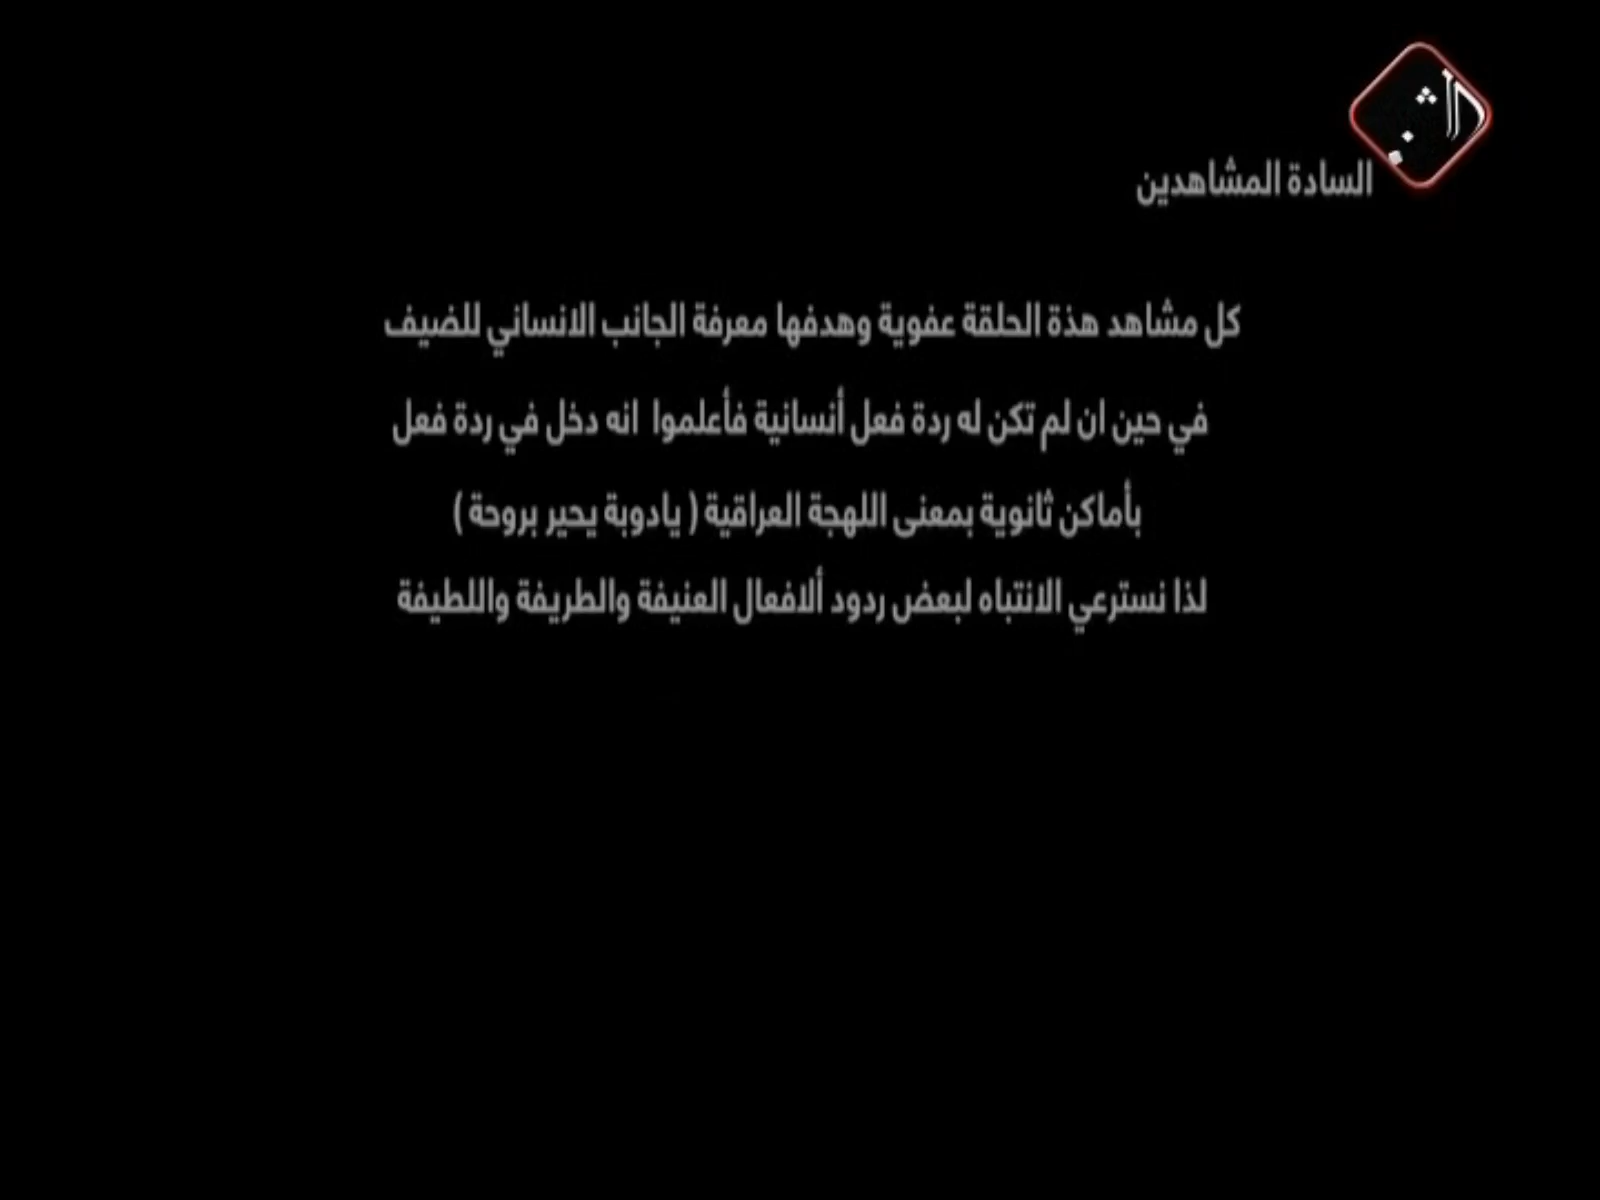 السادة المشاهدين
كل مشاهد هذة الحلقة عفوية وهدفها معرفة الجانب الانساني للضيف
في حين ان لم تكن له ردة فعل أنسانية فأعلموا انه دخل في ردة فعل
بأماكن ثانوية بمعنى اللهجة العراقية ( يادوبة يحير بروحة )
لذا نسترعي الانتباه لبعض ردود ألافعال العنيفة والطريفة واللطيفة